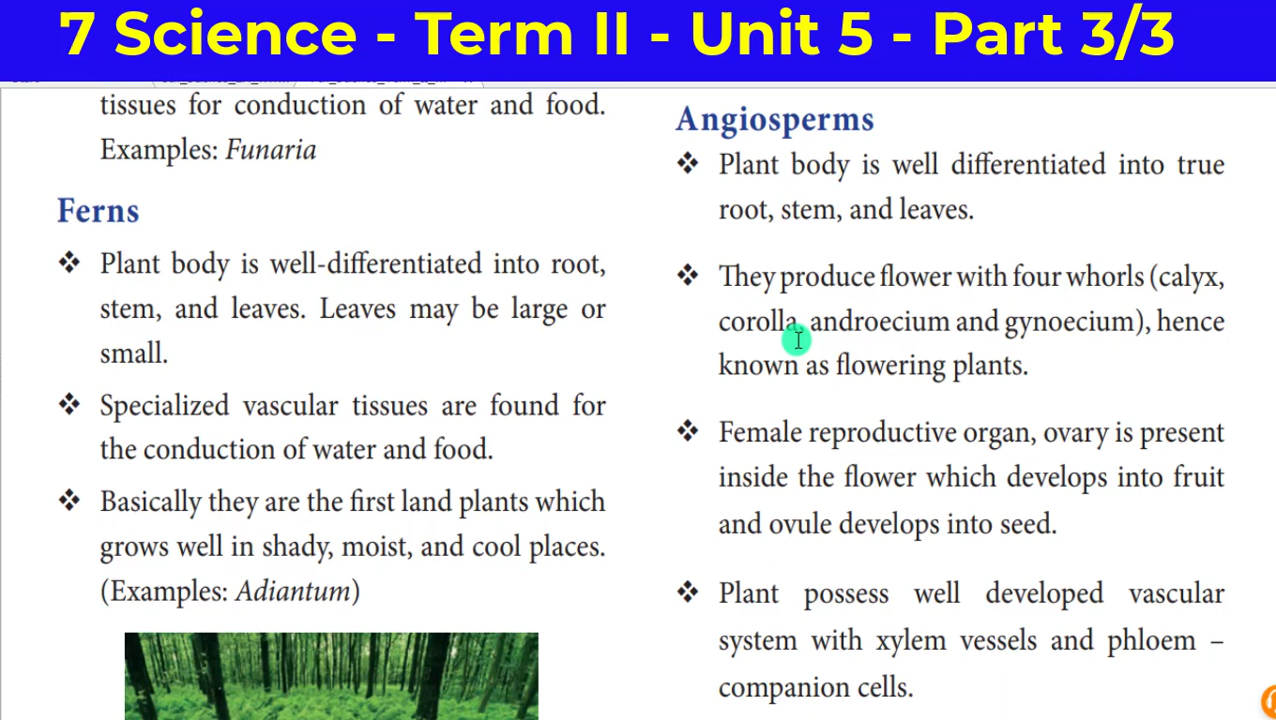 7 Science - Term II - Unit 5 - Part 3/3
tissues for conduction of water and food.
Examples: Funaria
Ferns
❖ Plant body is well-differentiated into root,
stem, and leaves. Leaves may be large or
small.
❖ Specialized vascular tissues are found for
the conduction of water and food.
❖ Basically they are the first land plants which
grows well in shady, moist, and cool places.
(Examples: Adiantum)
Angiosperms
❖ Plant body is well differentiated into true
root, stem, and leaves.
❖ They produce flower with four whorls (calyx,
corolla, androecium and gynoecium), hence
known as flowering plants.
❖ Female reproductive organ, ovary is present
inside the flower which develops into fruit
and ovule develops into seed.
❖ Plant possess well developed vascular
system with xylem vessels and phloem –
companion cells.